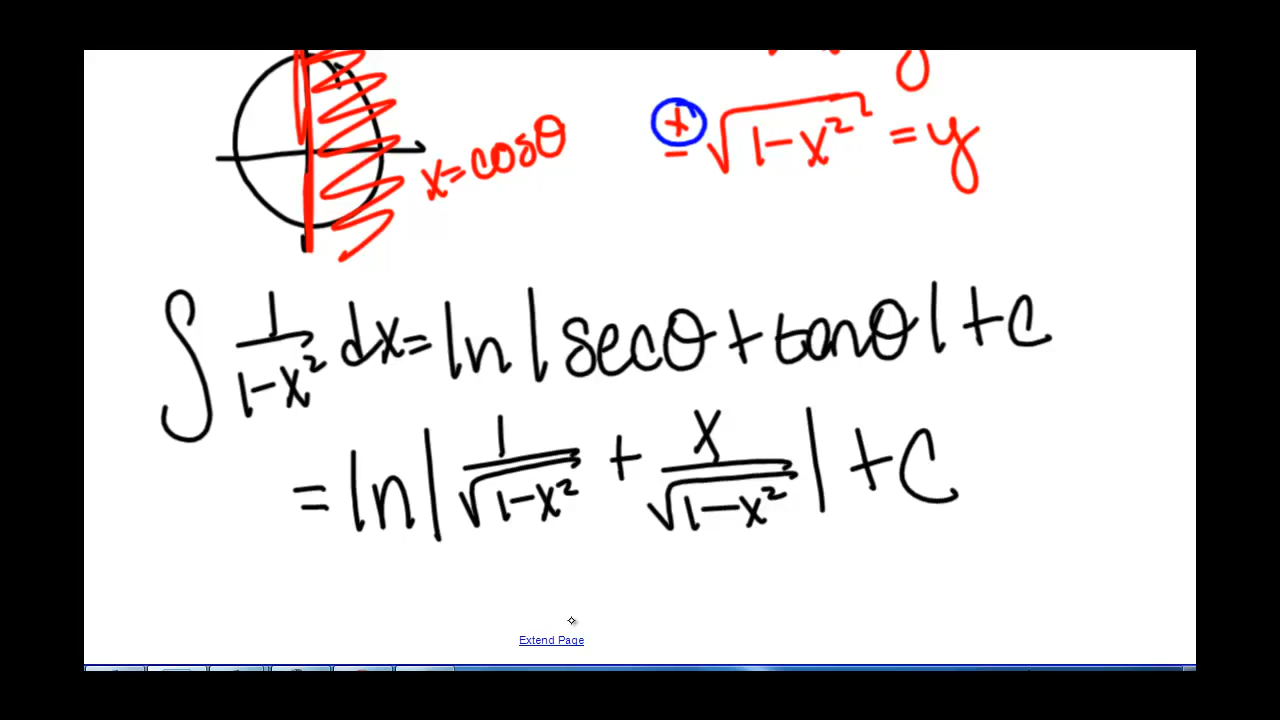 x=cosθ
± √(1-x²) = y
∫ 1/(1-x²) dx = ln|secθ + tanθ| + C
= ln| 1/√(1-x²) + x/√(1-x²) | + C
Extend Page